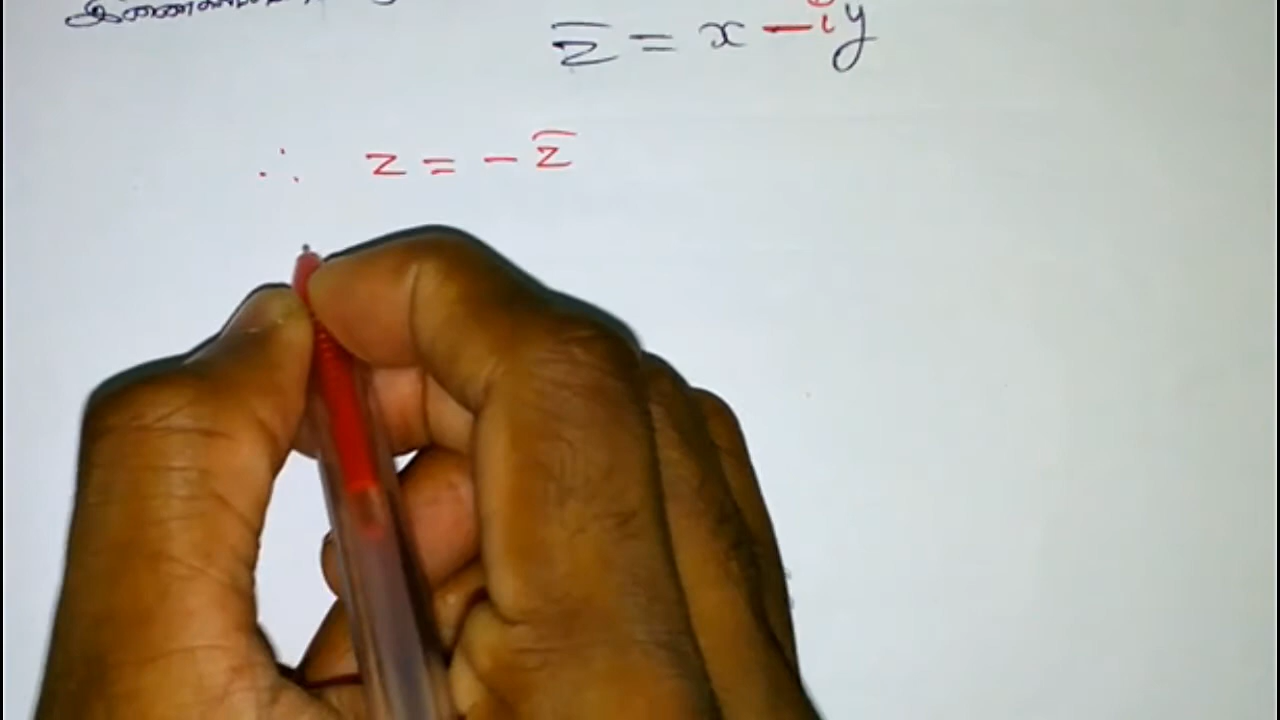 z̅ = x - iy
∴ z = - z̅